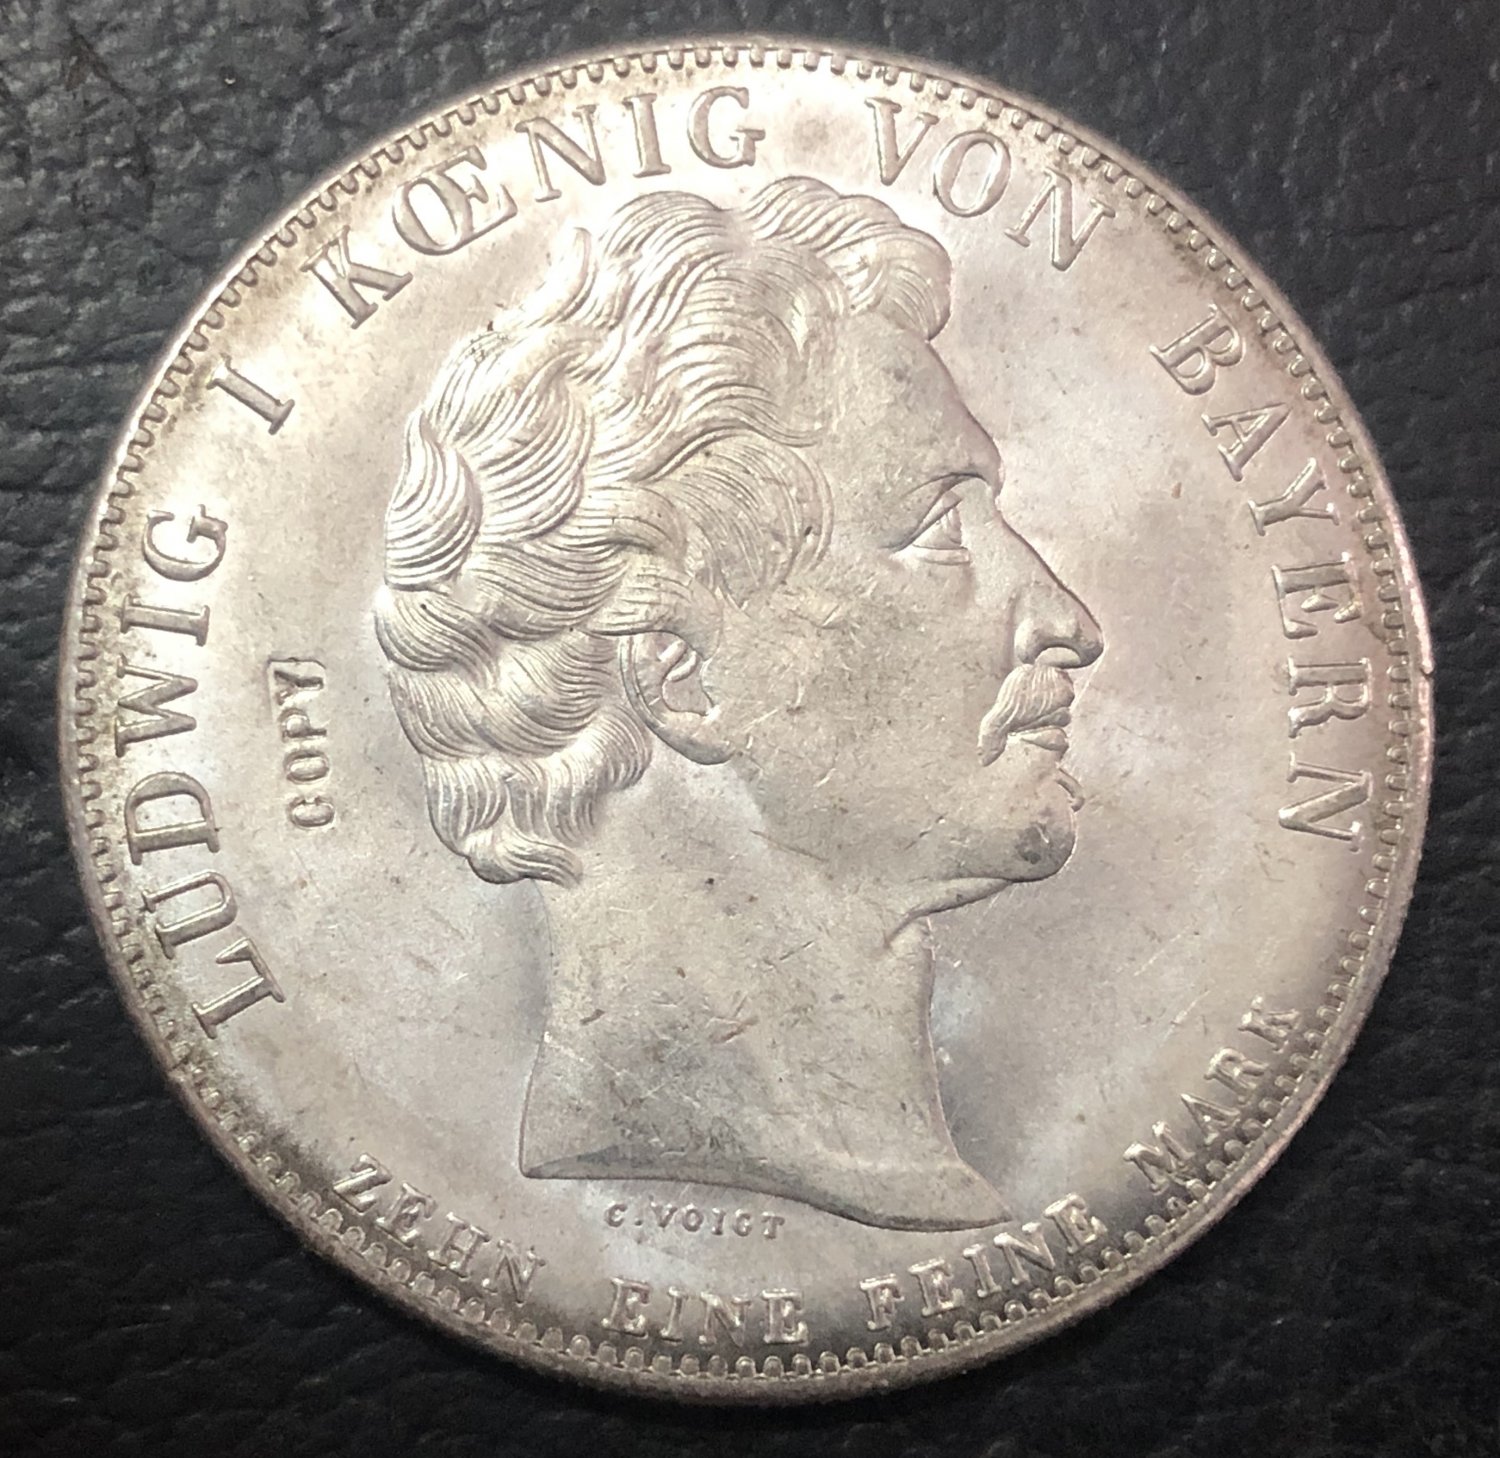 LUDWIG I KŒNIG VON BAYERN
COPY
C.VOIGT
ZEHN EINE FEINE MARK